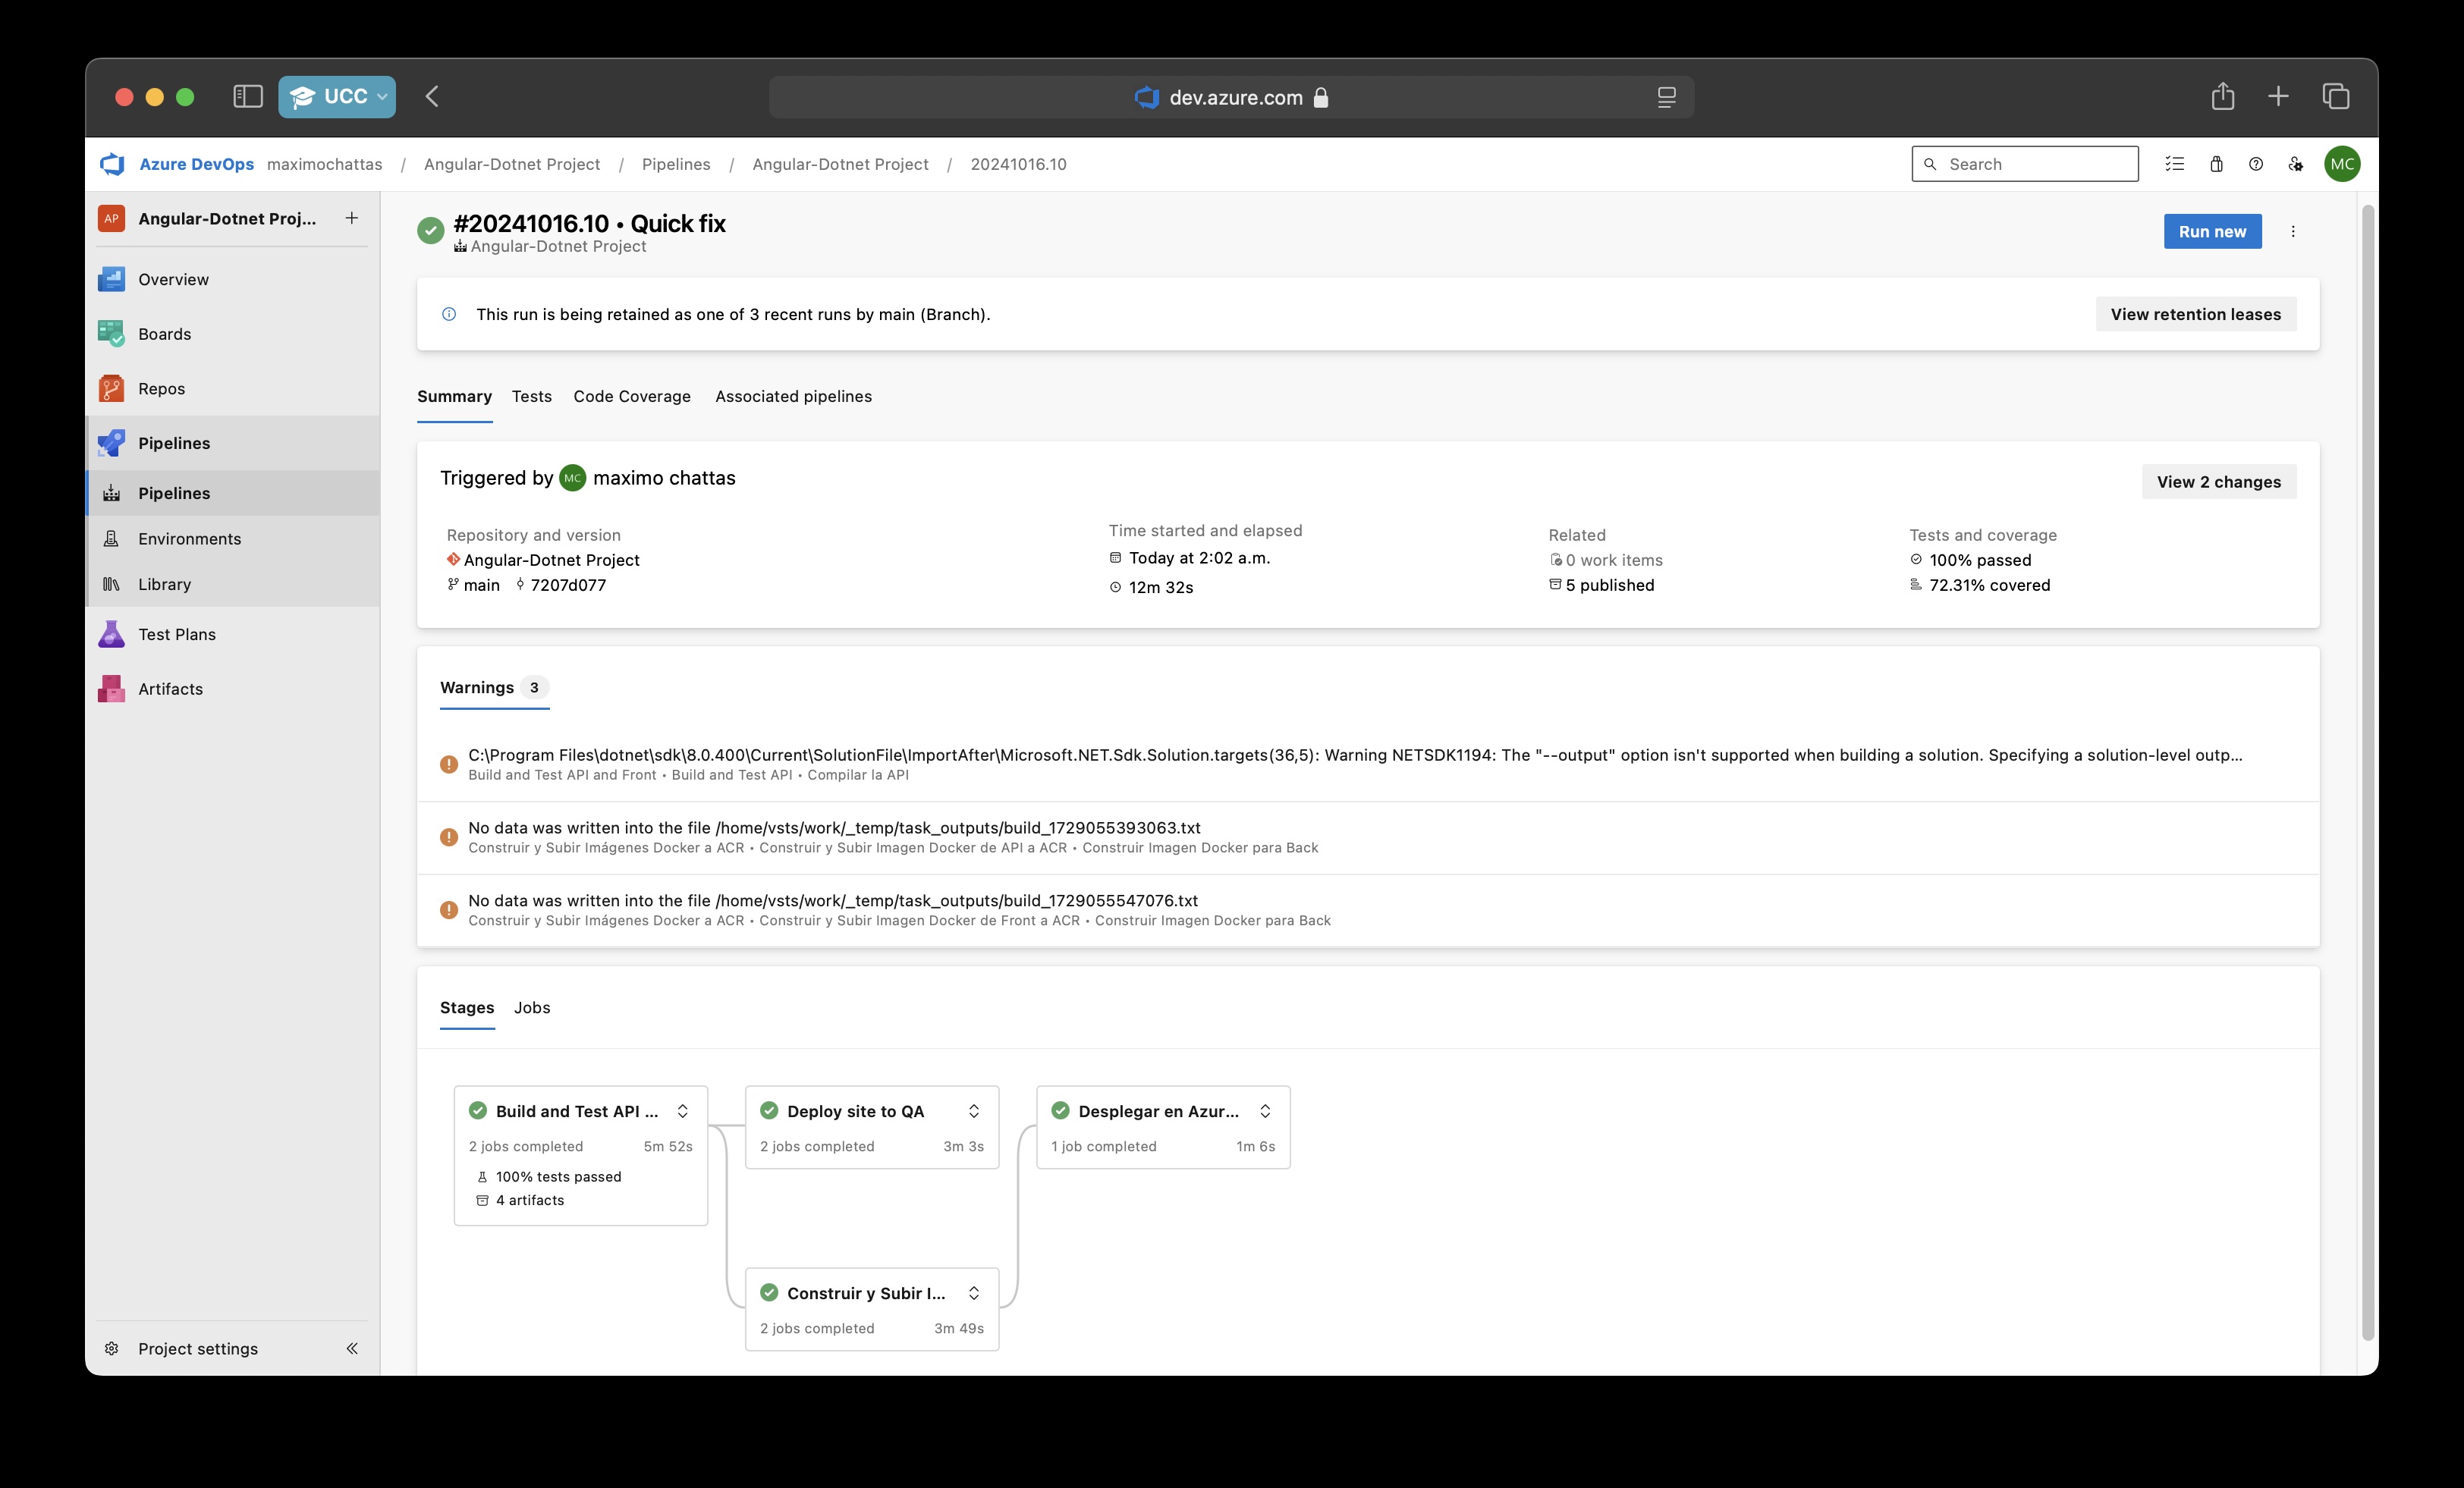 UCC
dev.azure.com
Azure DevOps maximochattas / Angular-Dotnet Project / Pipelines / Angular-Dotnet Project / 20241016.10
Search
MC
AP Angular-Dotnet Proj...
Overview
Boards
Repos
Pipelines
Pipelines
Environments
Library
Test Plans
Artifacts
Project settings
#20241016.10 • Quick fix
Angular-Dotnet Project
Run new
This run is being retained as one of 3 recent runs by main (Branch).
View retention leases
Summary Tests Code Coverage Associated pipelines
Triggered by MC maximo chattas
View 2 changes
Repository and version
Angular-Dotnet Project
main 7207d077
Time started and elapsed
Today at 2:02 a.m.
12m 32s
Related
0 work items
5 published
Tests and coverage
100% passed
72.31% covered
Warnings 3
C:\Program Files\dotnet\sdk\8.0.400\Current\SolutionFile\ImportAfter\Microsoft.NET.Sdk.Solution.targets(36,5): Warning NETSDK1194: The "--output" option isn't supported when building a solution. Specifying a solution-level outp...
Build and Test API and Front • Build and Test API • Compilar la API
No data was written into the file /home/vsts/work/_temp/task_outputs/build_1729055393063.txt
Construir y Subir Imágenes Docker a ACR • Construir y Subir Imagen Docker de API a ACR • Construir Imagen Docker para Back
No data was written into the file /home/vsts/work/_temp/task_outputs/build_1729055547076.txt
Construir y Subir Imágenes Docker a ACR • Construir y Subir Imagen Docker de Front a ACR • Construir Imagen Docker para Back
Stages Jobs
Build and Test API ...
2 jobs completed 5m 52s
100% tests passed
4 artifacts
Deploy site to QA
2 jobs completed 3m 3s
Desplegar en Azur...
1 job completed 1m 6s
Construir y Subir I...
2 jobs completed 3m 49s